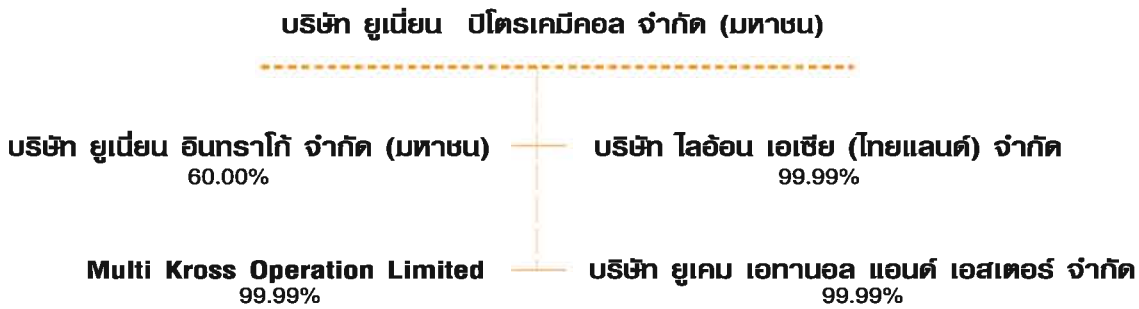 บริษัท ยูเนี่ยน ปิโตรเคมีคอล จำกัด (มหาชน)
บริษัท ยูเนี่ยน อินทราโก้ จำกัด (มหาชน)
60.00%
บริษัท ไลอ้อน เอเซีย (ไทยแลนด์) จำกัด
99.99%
Multi Kross Operation Limited
99.99%
บริษัท ยูเคม เอทานอล แอนด์ เอสเตอร์ จำกัด
99.99%